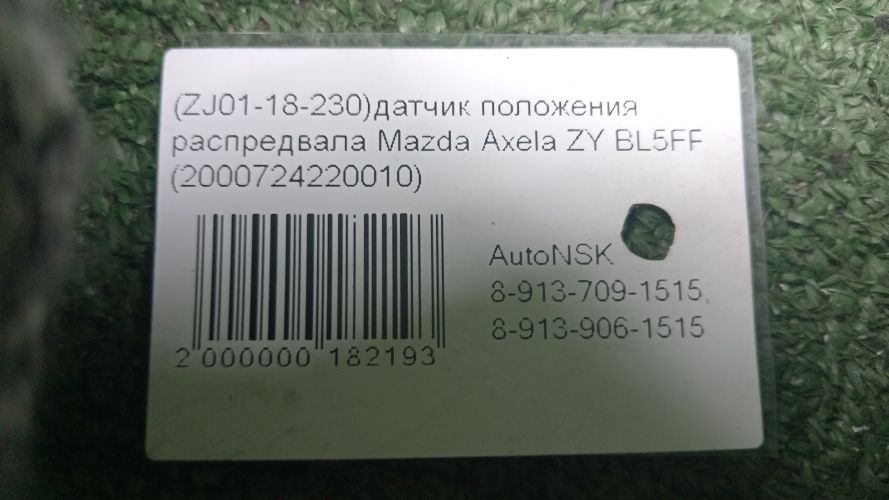 (ZJ01-18-230)датчик положения
распредвала Mazda Axela ZY BL5FF
(2000724220010)
AutoNSK
8-913-709-1515,
8-913-906-1515
2 000000 182193